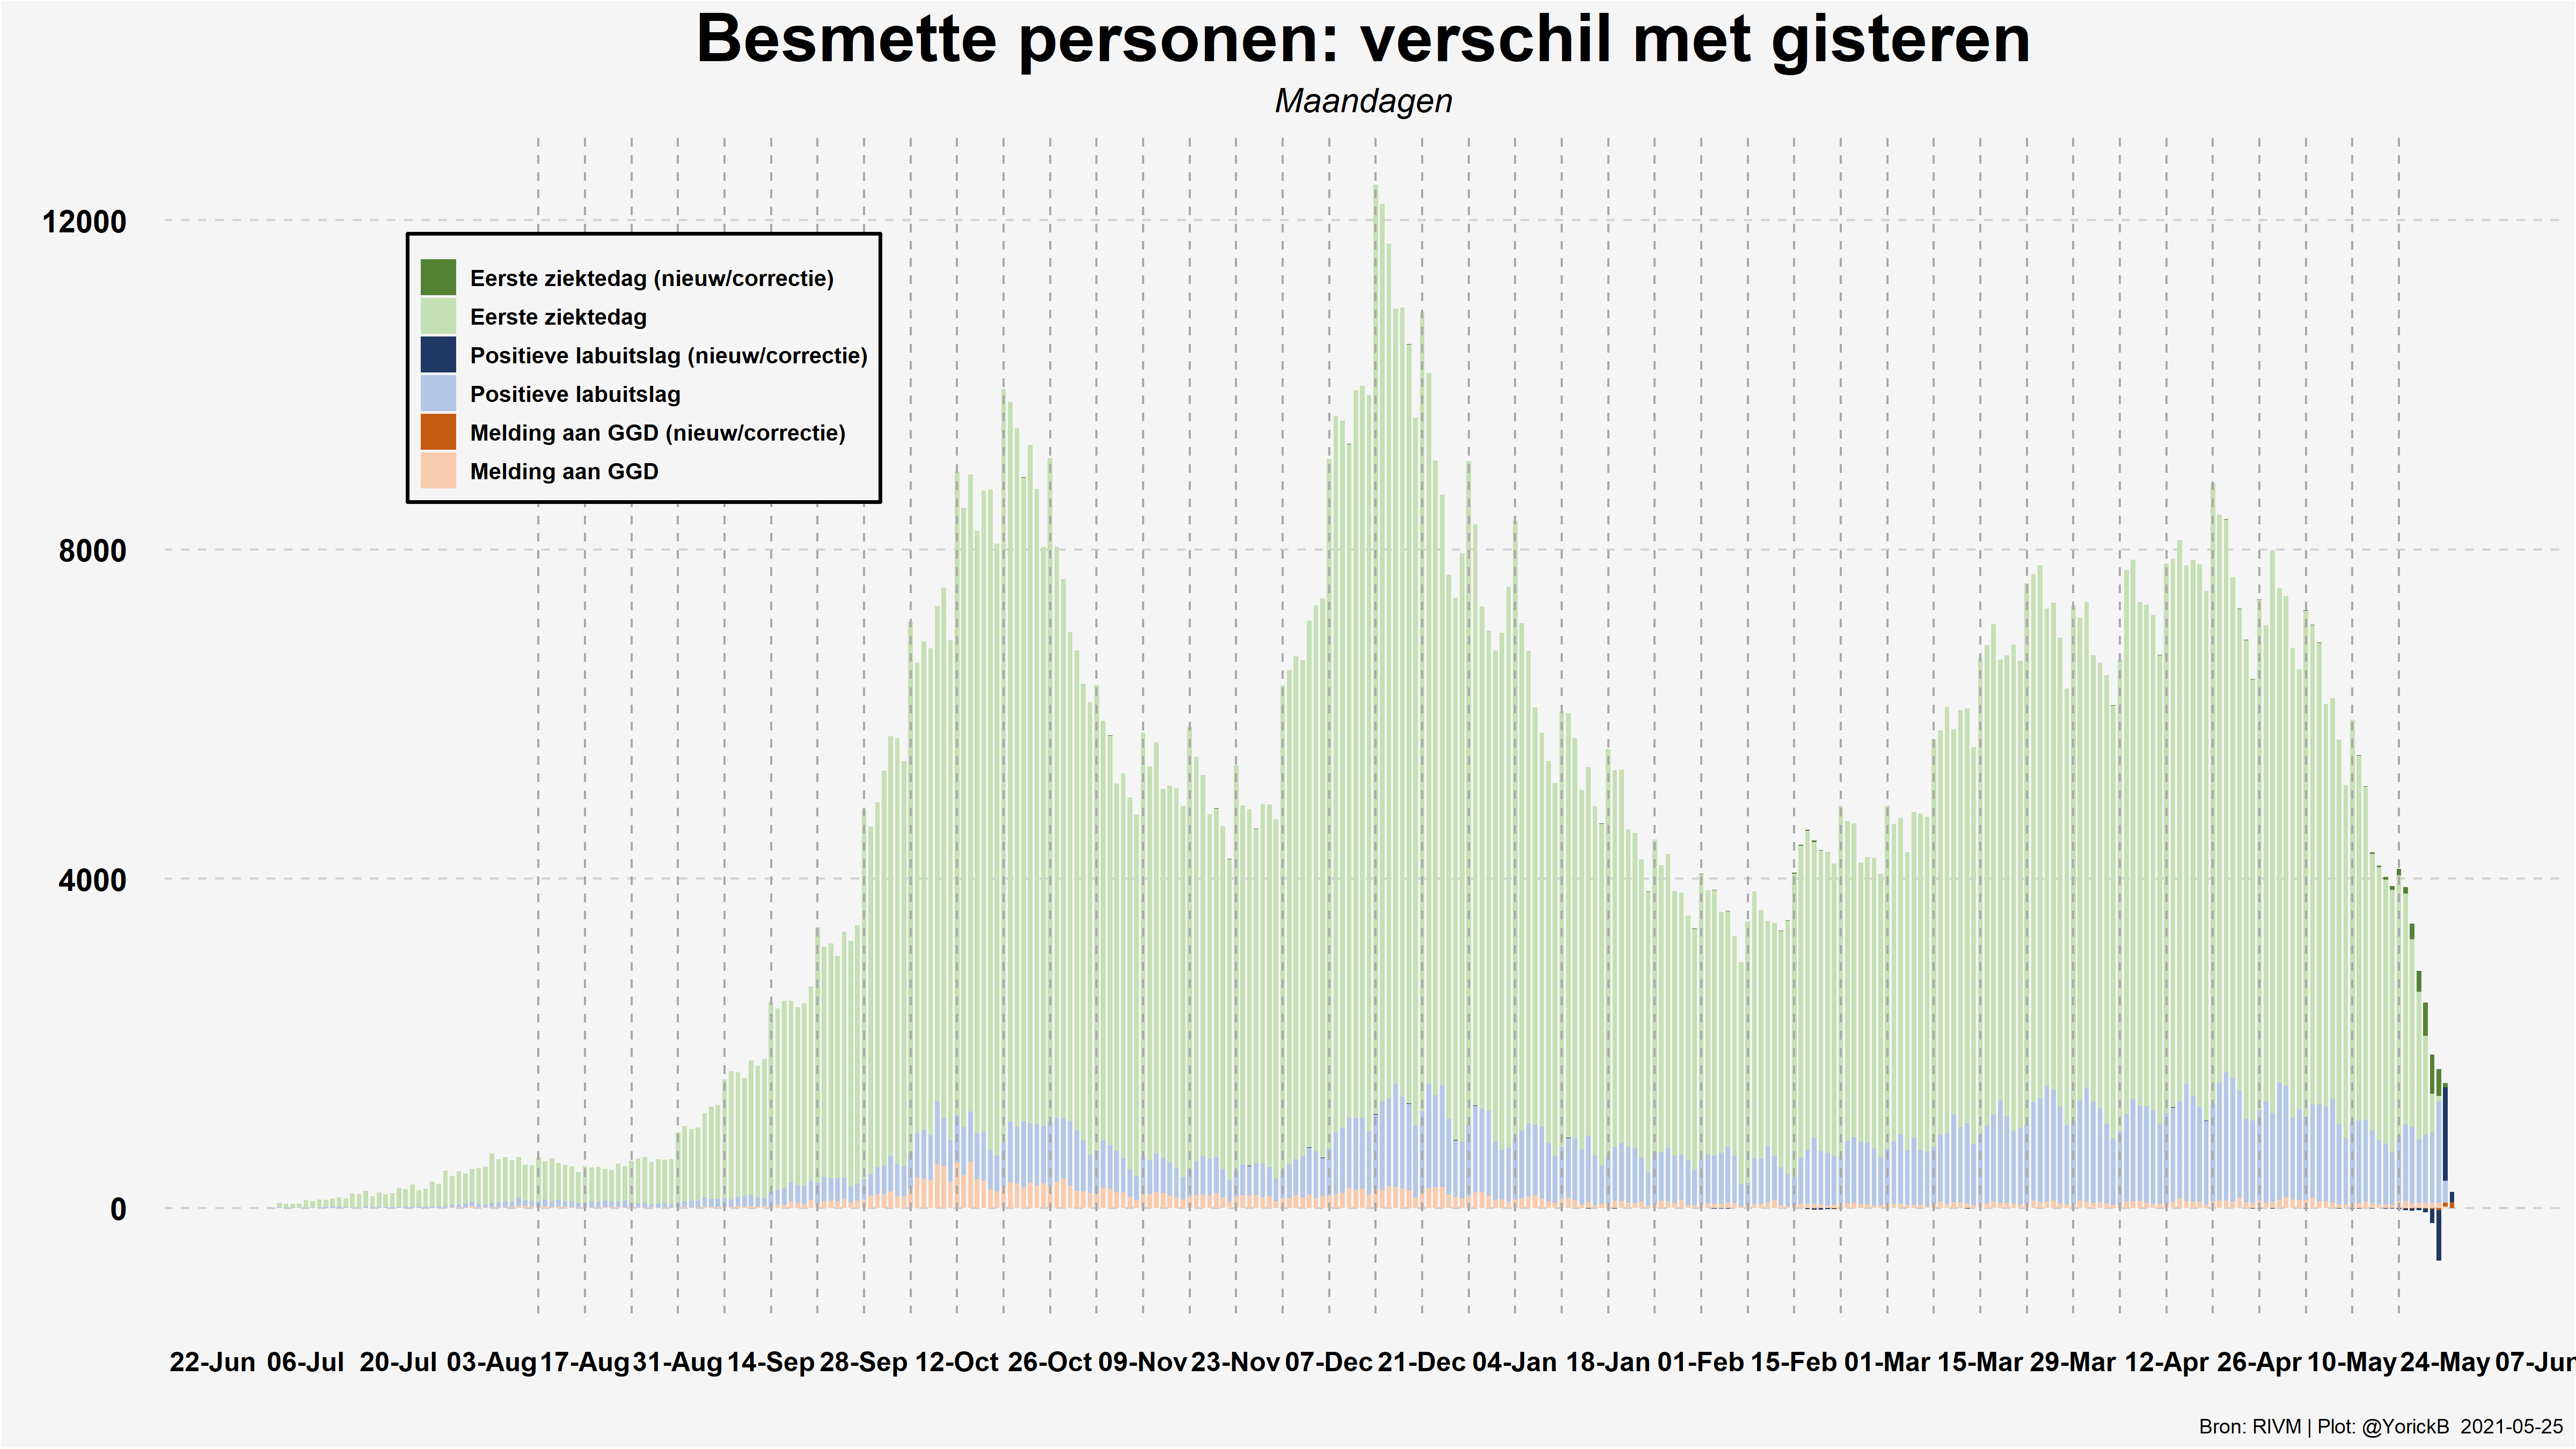 Besmette personen: verschil met gisteren
Maandagen
12000
8000
4000
0
Eerste ziektedag (nieuw/correctie)
Eerste ziektedag
Positieve labuitslag (nieuw/correctie)
Positieve labuitslag
Melding aan GGD (nieuw/correctie)
Melding aan GGD
22-Jun 06-Jul 20-Jul 03-Aug 17-Aug 31-Aug 14-Sep 28-Sep 12-Oct 26-Oct 09-Nov 23-Nov 07-Dec 21-Dec 04-Jan 18-Jan 01-Feb 15-Feb 01-Mar 15-Mar 29-Mar 12-Apr 26-Apr 10-May 24-May 07-Jun
Bron: RIVM | Plot: @YorickB 2021-05-25